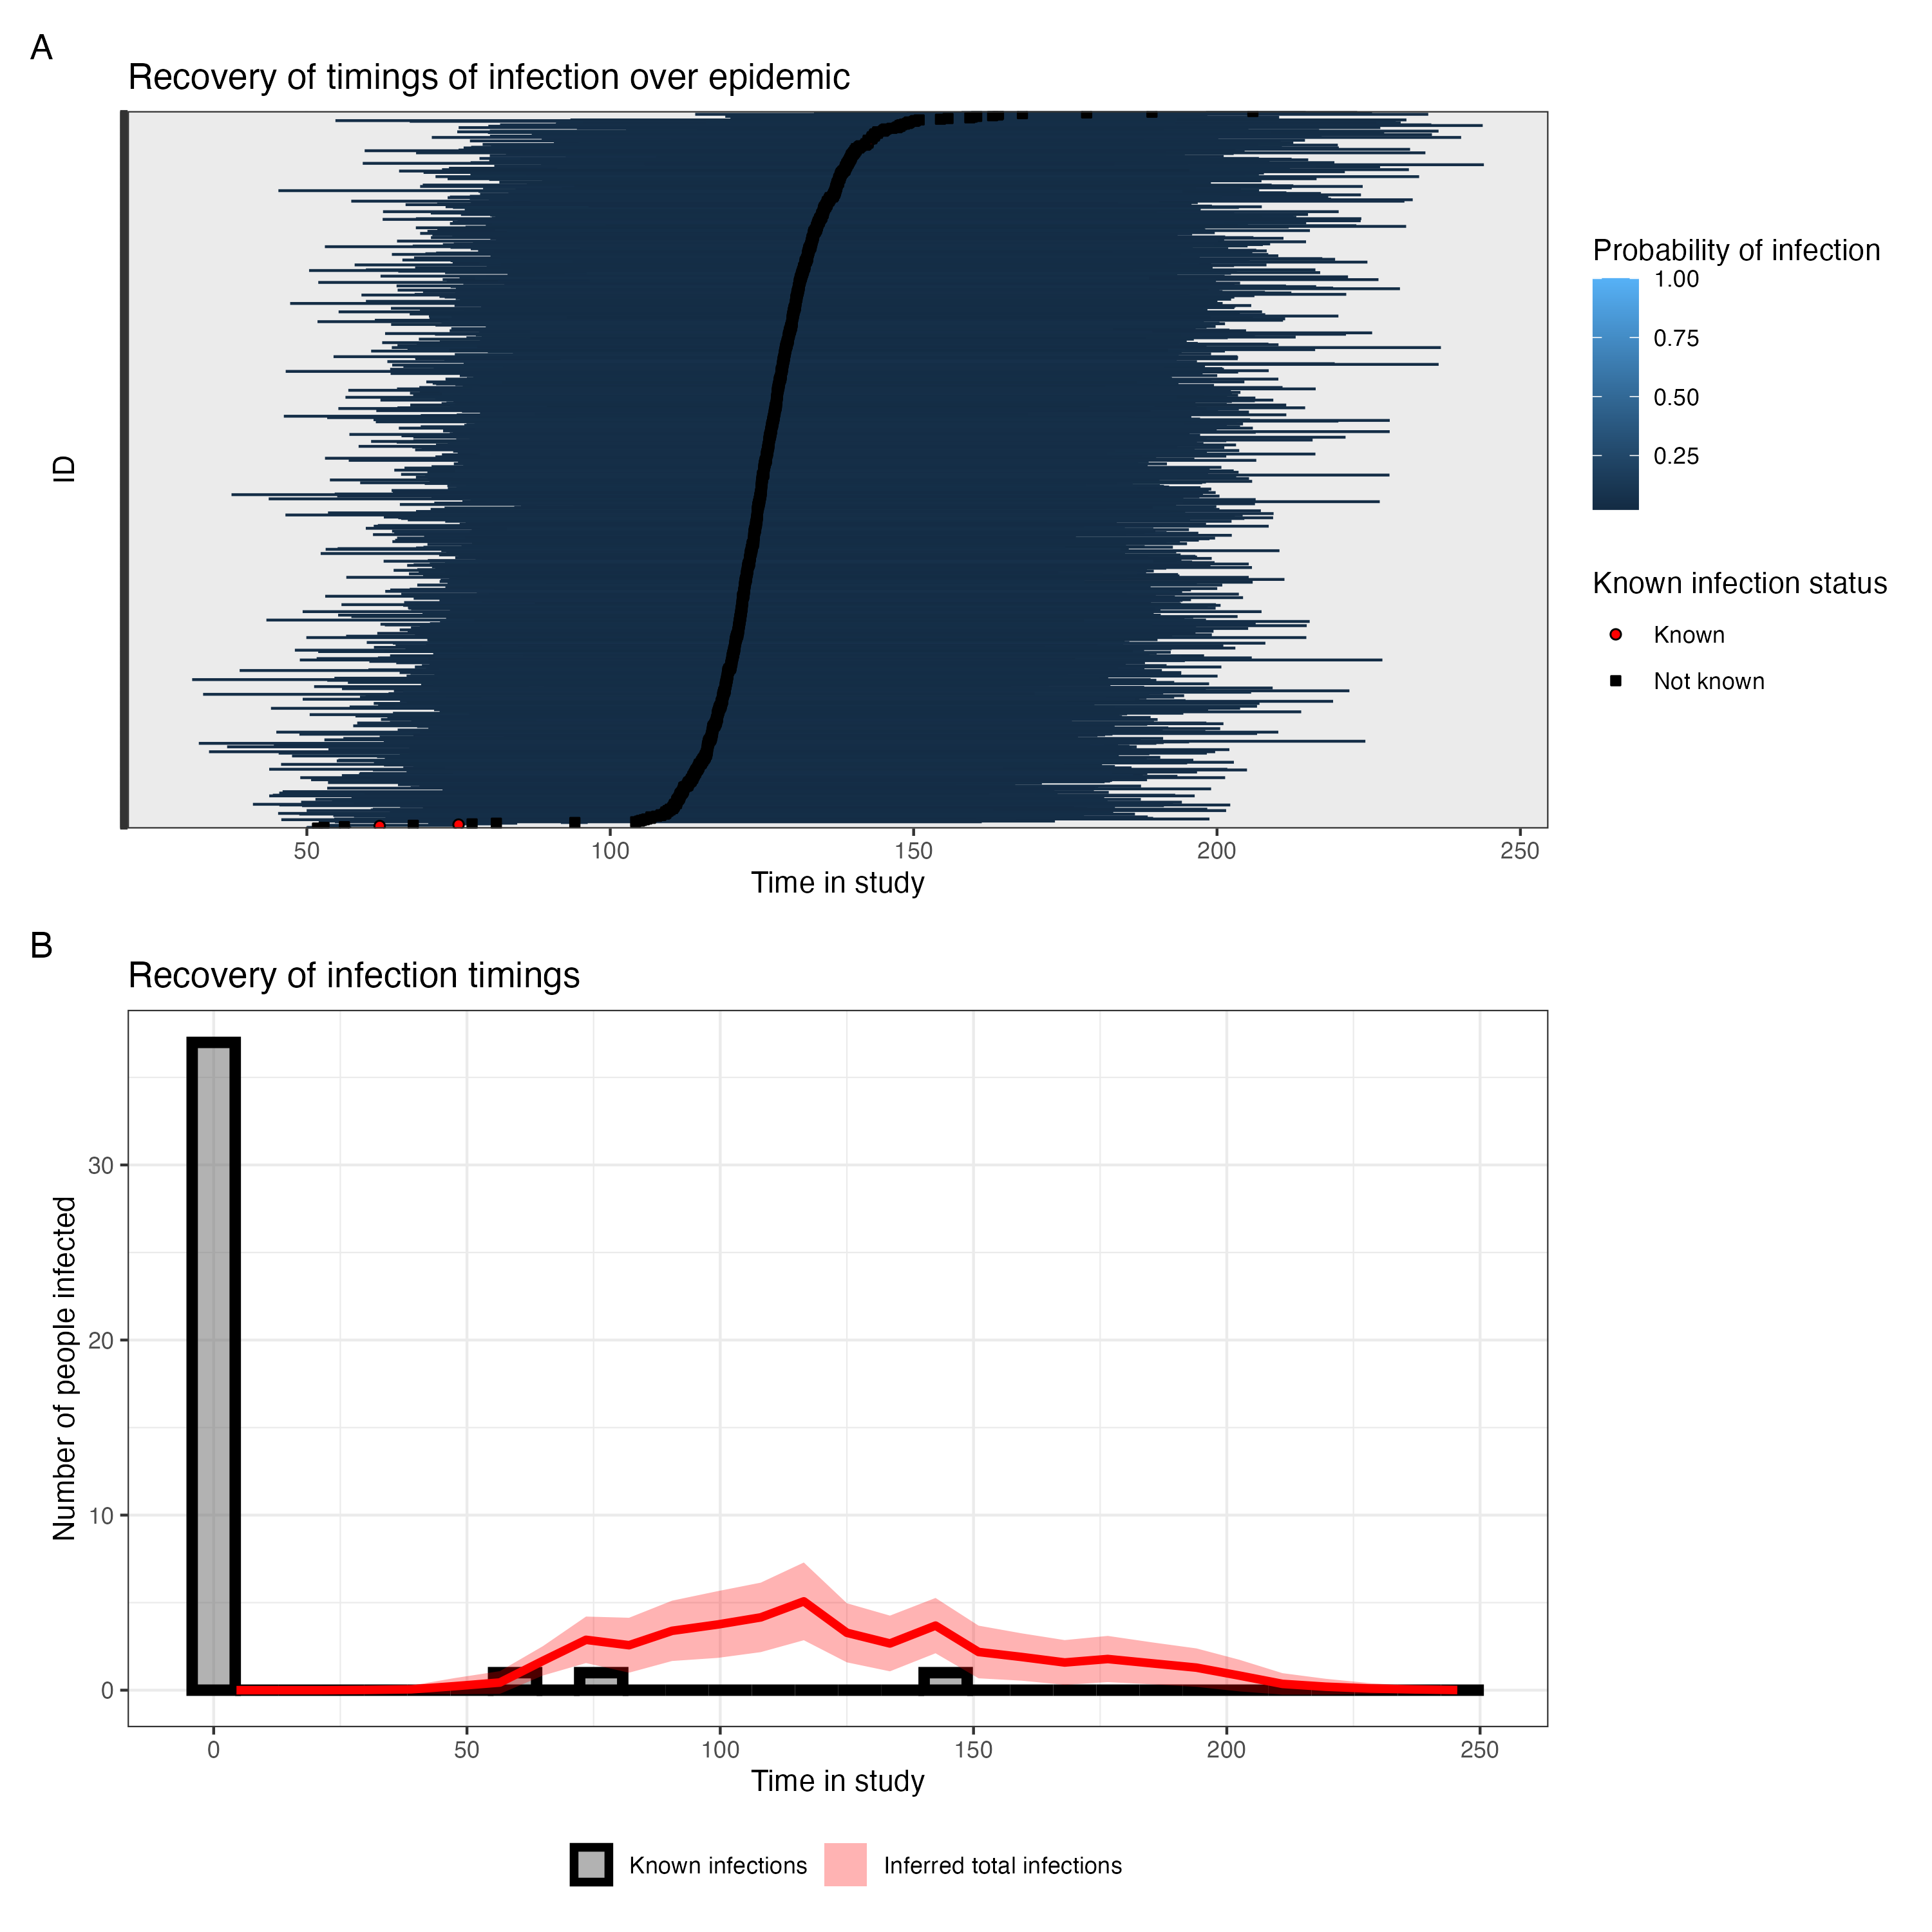 A
Recovery of timings of infection over epidemic
ID
50 100 150 200 250
Time in study
Probability of infection
1.00
0.75
0.50
0.25
Known infection status
Known
Not known
B
Recovery of infection timings
Number of people infected
30
20
10
0
0 50 100 150 200 250
Time in study
Known infections Inferred total infections